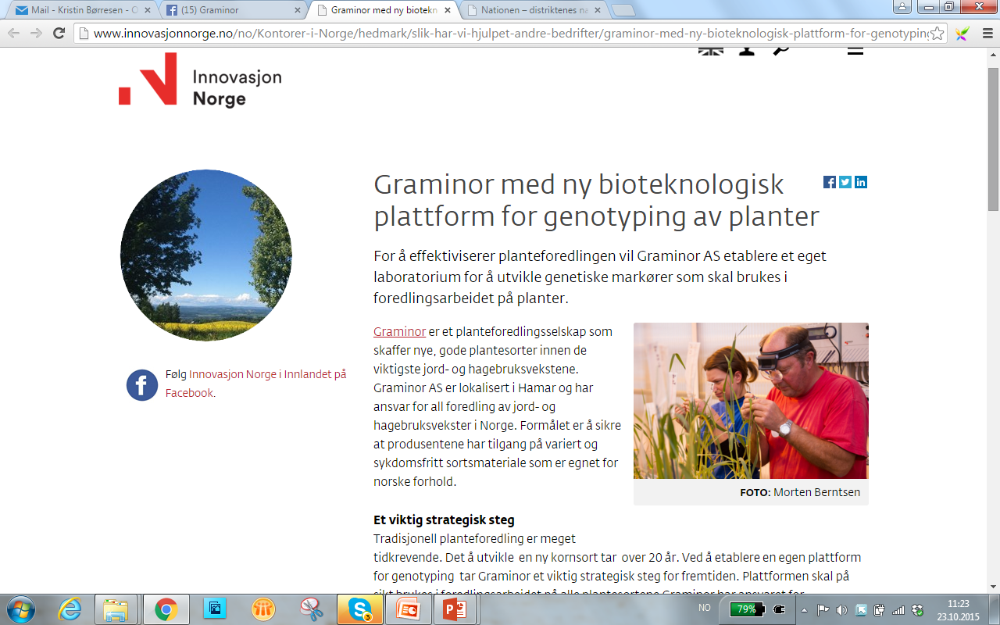 Mail - Kristin Børresen - O
(15) Graminor
Graminor med ny biotekn
Nationen – distriktenes na
www.innovasjonnorge.no/no/Kontorer-i-Norge/hedmark/slik-har-vi-hjulpet-andre-bedrifter/graminor-med-ny-bioteknologisk-plattform-for-genotyping
Innovasjon
Norge
Graminor med ny bioteknologisk
plattform for genotyping av planter
For å effektiviserer planteforedlingen vil Graminor AS etablere et eget
laboratorium for å utvikle genetiske markører som skal brukes i
foredlingsarbeidet på planter.
Følg Innovasjon Norge i Innlandet på
Facebook.
Graminor er et planteforedlingsselskap som
skaffer nye, gode plantesorter innen de
viktigste jord- og hagebruksvekstene.
Graminor AS er lokalisert i Hamar og har
ansvar for all foredling av jord- og
hagebruksvekster i Norge. Formålet er å sikre
at produsentene har tilgang på variert og
sykdomsfritt sortsmateriale som er egnet for
norske forhold.
FOTO: Morten Berntsen
Et viktig strategisk steg
Tradisjonell planteforedling er meget
tidkrevende. Det å utvikle en ny kornsort tar over 20 år. Ved å etablere en egen plattform
for genotyping tar Graminor et viktig strategisk steg for fremtiden. Plattformen skal på
sikt brukes i foredlingsarbeidet på alle plantesortene Graminor har ansvaret for
3
NO
79%
11:23
23.10.2015